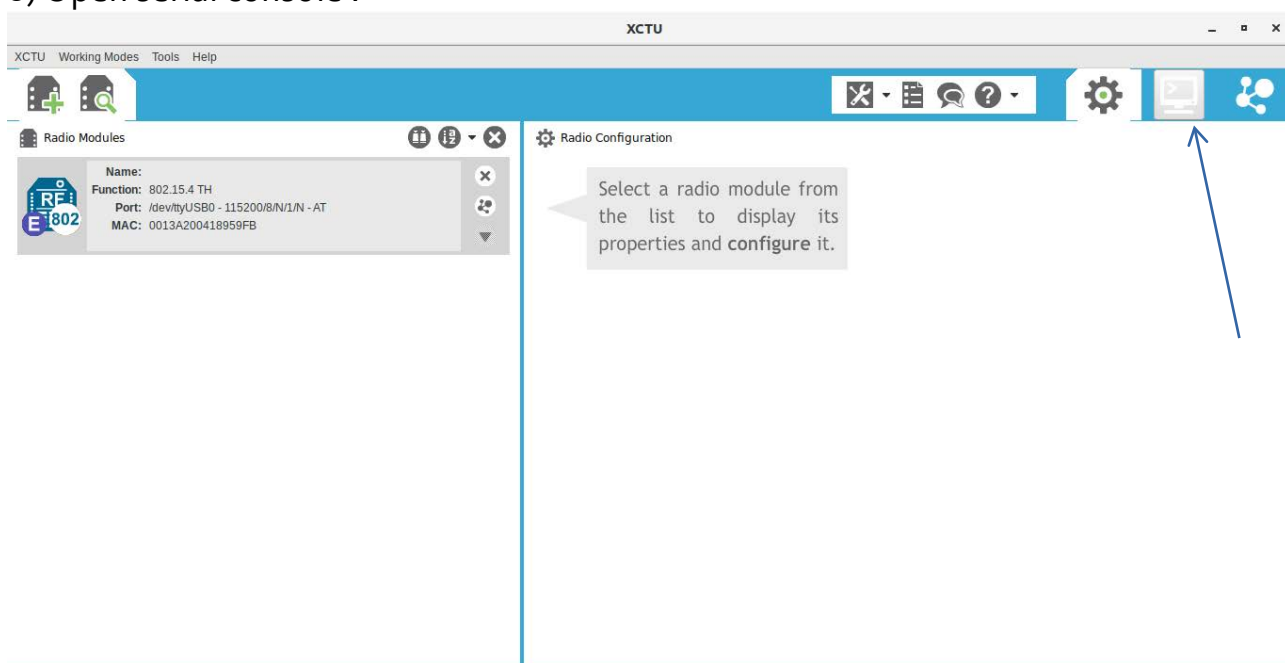 XCTU
XCTU Working Modes Tools Help
Radio Modules
Radio Configuration
Name:
Function: 802.15.4 TH
Port: /dev/ttyUSB0 - 115200/8/N/1/N - AT
MAC: 0013A200418959FB
RF
802
E
Select a radio module from
the list to display its
properties and configure it.